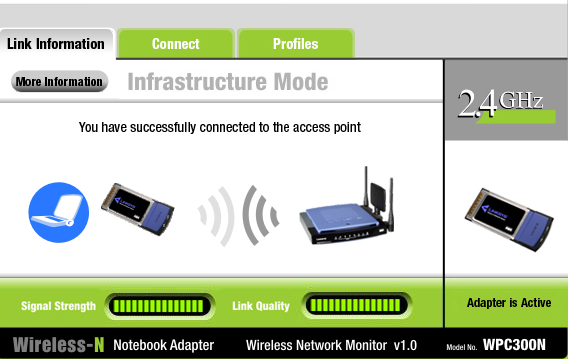 Link Information
Connect
Profiles
More Information
Infrastructure Mode
2.4GHz
You have successfully connected to the access point
Signal Strength
Link Quality
Adapter is Active
Wireless-N Notebook Adapter Wireless Network Monitor v1.0 Model No. WPC300N